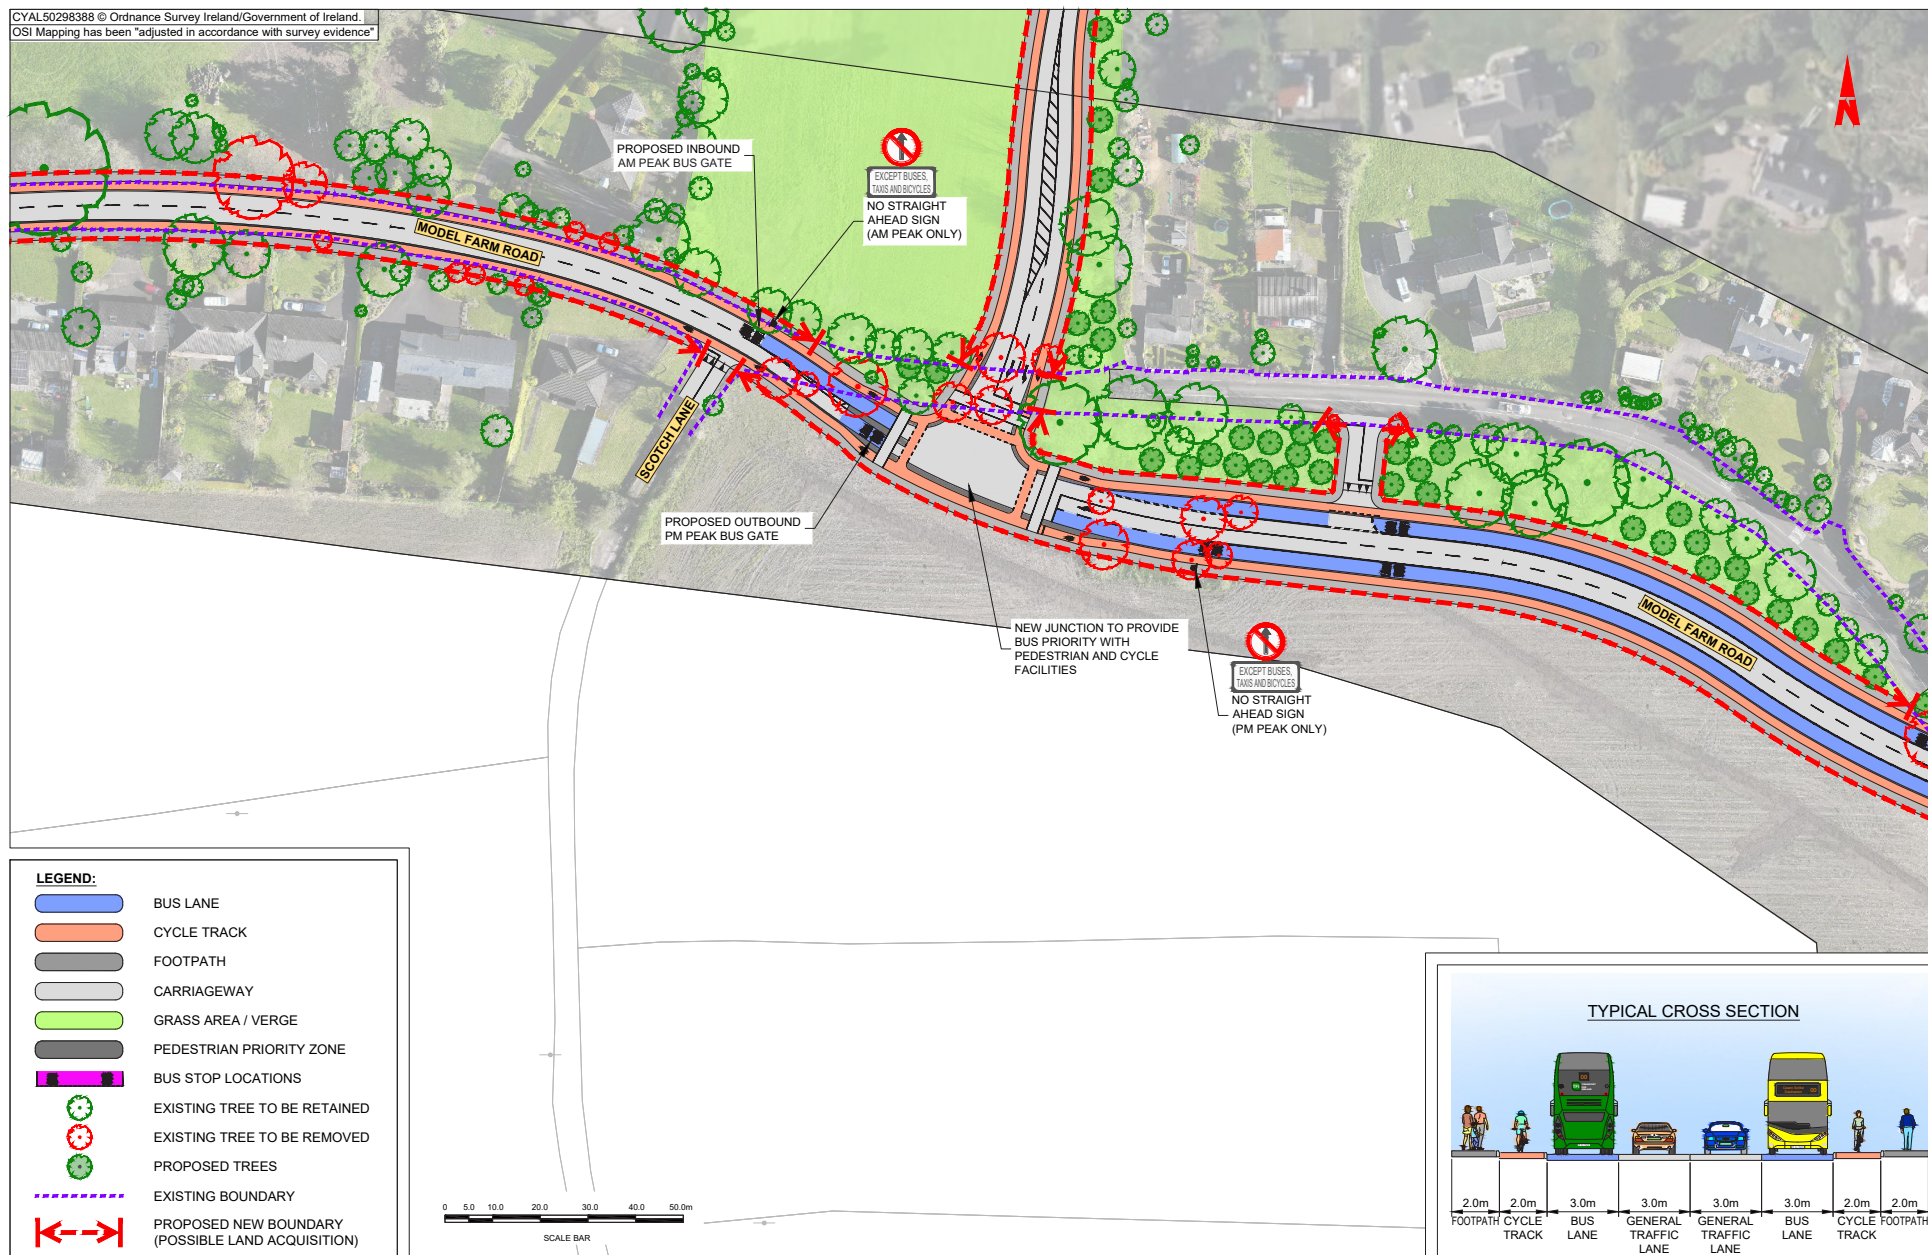 CYAL50298388 © Ordnance Survey Ireland/Government of Ireland.
OSI Mapping has been "adjusted in accordance with survey evidence"
PROPOSED INBOUND
AM PEAK BUS GATE
EXCEPT BUSES,
TAXIS AND BICYCLES
NO STRAIGHT
AHEAD SIGN
(AM PEAK ONLY)
N
MODEL FARM ROAD
SCOTCH LANE
PROPOSED OUTBOUND
PM PEAK BUS GATE
NEW JUNCTION TO PROVIDE
BUS PRIORITY WITH
PEDESTRIAN AND CYCLE
FACILITIES
EXCEPT BUSES,
TAXIS AND BICYCLES
NO STRAIGHT
AHEAD SIGN
(PM PEAK ONLY)
MODEL FARM ROAD
LEGEND:
BUS LANE
CYCLE TRACK
FOOTPATH
CARRIAGEWAY
GRASS AREA / VERGE
PEDESTRIAN PRIORITY ZONE
BUS STOP LOCATIONS
EXISTING TREE TO BE RETAINED
EXISTING TREE TO BE REMOVED
PROPOSED TREES
EXISTING BOUNDARY
PROPOSED NEW BOUNDARY
(POSSIBLE LAND ACQUISITION)
0 5.0 10.0 20.0 30.0 40.0 50.0m
SCALE BAR
TYPICAL CROSS SECTION
2.0m 2.0m 3.0m 3.0m 3.0m 3.0m 2.0m 2.0m
FOOTPATH CYCLE TRACK BUS LANE GENERAL TRAFFIC LANE GENERAL TRAFFIC LANE BUS LANE CYCLE TRACK FOOTPATH